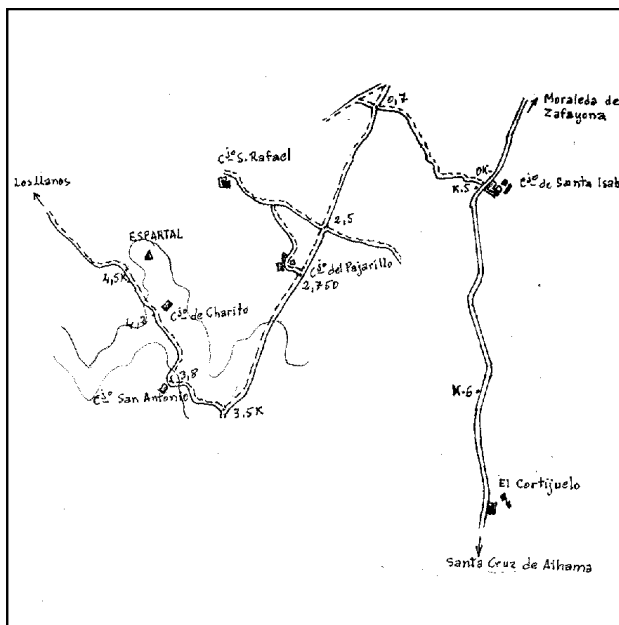 0,7
Moraleda de
Zafayona
Cjo S. Rafael
OK.
K.5
Cjo de Santa Isab
Los Llanos
2,5
ESPARTAL
Cjo del Pajarillo
4,5K
2,750
Cjo de Charito
4,2
3,8
Cjo San Antonio
3.5K
K.6
El Cortijuelo
Santa Cruz de Alhama